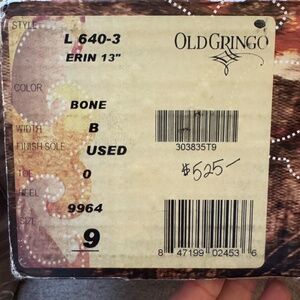 STYLE
L 640-3
OLD GRINGO
ERIN 13"
COLOR
BONE
WIDTH
B
FINISH SOLE
USED
303835T9
TOE
0
$525-
HEEL
9964
SIZE
9
8 47199 02453 6